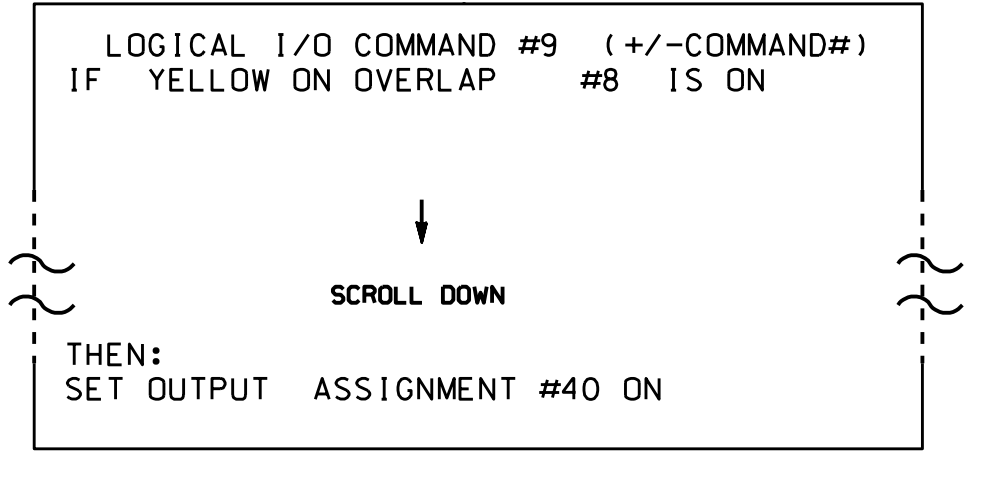 LOGICAL I/O COMMAND #9 (+/-COMMAND#)
IF YELLOW ON OVERLAP #8 IS ON
SCROLL DOWN
THEN:
SET OUTPUT ASSIGNMENT #40 ON